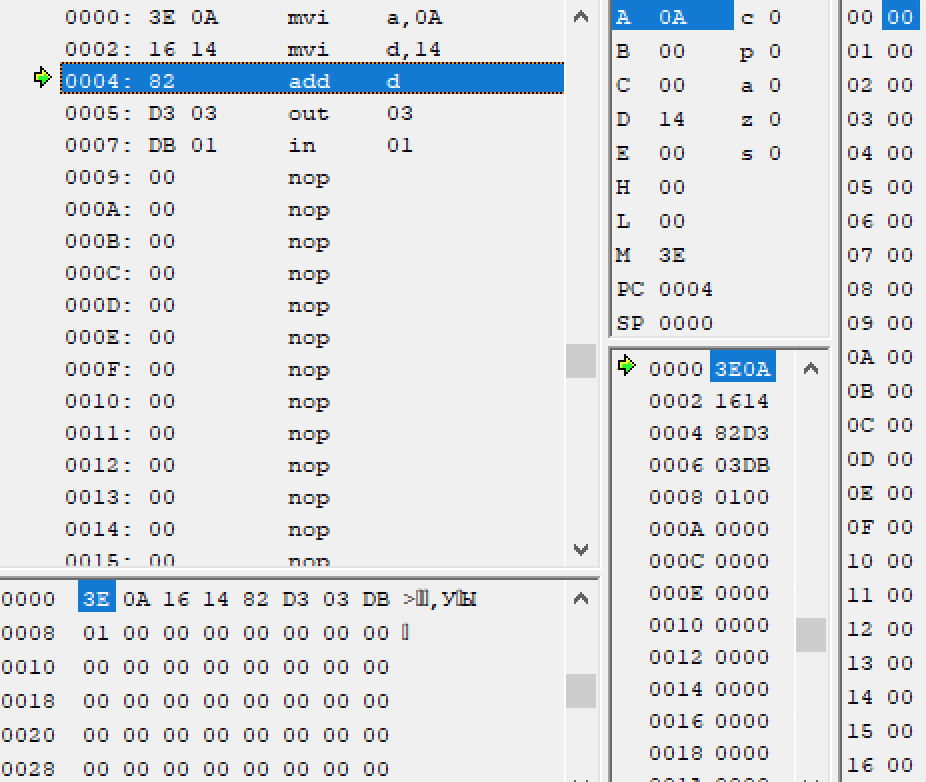 0000: 3E 0A mvi a,0A
0002: 16 14 mvi d,14
0004: 82 add d
0005: D3 03 out 03
0007: DB 01 in 01
0009: 00 nop
000A: 00 nop
000B: 00 nop
000C: 00 nop
000D: 00 nop
000E: 00 nop
000F: 00 nop
0010: 00 nop
0011: 00 nop
0012: 00 nop
0013: 00 nop
0014: 00 nop
0015: 00 nop
0000 3E 0A 16 14 82 D3 03 DB >▯▯‚У▯Ы
0008 01 00 00 00 00 00 00 00 ▯
0010 00 00 00 00 00 00 00 00
0018 00 00 00 00 00 00 00 00
0020 00 00 00 00 00 00 00 00
0028 00 00 00 00 00 00 00 00
A 0A c 0
B 00 p 0
C 00 a 0
D 14 z 0
E 00 s 0
H 00
L 00
M 3E
PC 0004
SP 0000
0000 3E0A
0002 1614
0004 82D3
0006 03DB
0008 0100
000A 0000
000C 0000
000E 0000
0010 0000
0012 0000
0014 0000
0016 0000
0018 0000
001A 0000
00 00
01 00
02 00
03 00
04 00
05 00
06 00
07 00
08 00
09 00
0A 00
0B 00
0C 00
0D 00
0E 00
0F 00
10 00
11 00
12 00
13 00
14 00
15 00
16 00